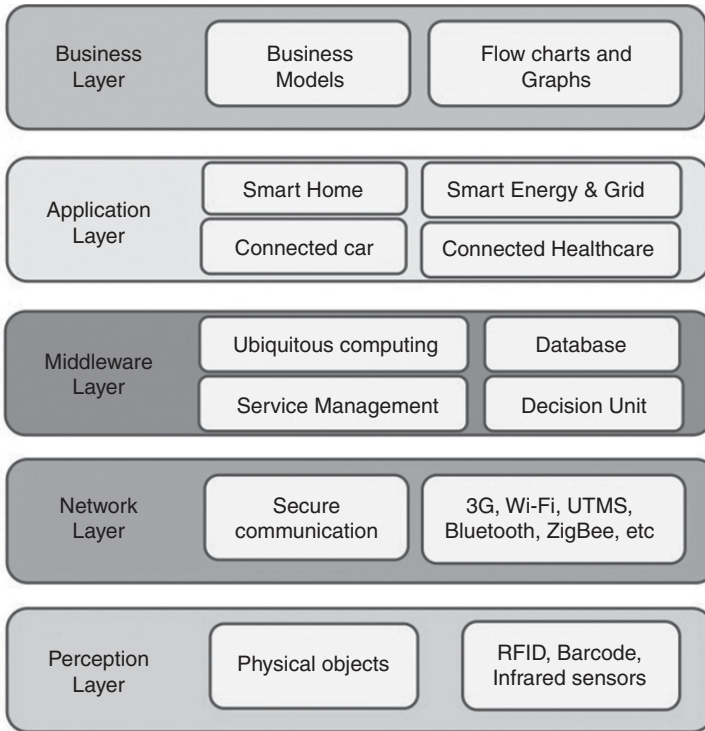 Business
Layer
Business
Models
Flow charts and
Graphs
Application
Layer
Smart Home
Smart Energy & Grid
Connected car
Connected Healthcare
Middleware
Layer
Ubiquitous computing
Database
Service Management
Decision Unit
Network
Layer
Secure
communication
3G, Wi-Fi, UTMS,
Bluetooth, ZigBee, etc
Perception
Layer
Physical objects
RFID, Barcode,
Infrared sensors